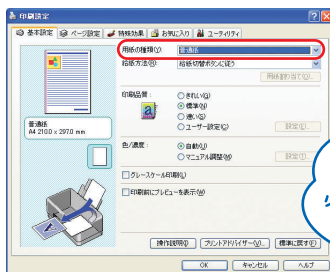 印刷設定
基本設定 ページ設定 特殊効果 お気に入り ユーティリティ
用紙の種類(Y): 普通紙
給紙方法(R): 給紙切替ボタンに従う
用紙割り当て(Q)...
印刷品質: きれい(G)
標準(N)
速い(S)
ユーザー設定(C) 設定(E)...
普通紙
A4 210.0 x 297.0 mm
色/濃度: 自動(U)
マニュアル調整(M) 設定(T)...
グレースケール印刷(L)
印刷前にプレビューを表示(W)
操作説明(I) プリントアドバイザー(V)... 標準に戻す(F)
OK キャンセル ヘルプ